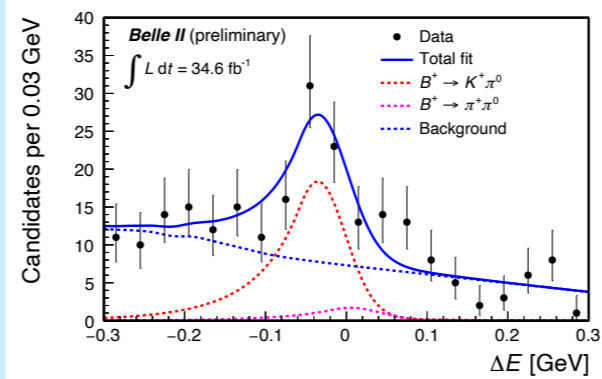 Candidates per 0.03 GeV
40
35
30
25
20
15
10
5
0
Belle II (preliminary)
∫ L dt = 34.6 fb⁻¹
Data
Total fit
B⁺ → K⁺π⁰
B⁺ → π⁺π⁰
Background
−0.3 −0.2 −0.1 0 0.1 0.2 0.3
ΔE [GeV]